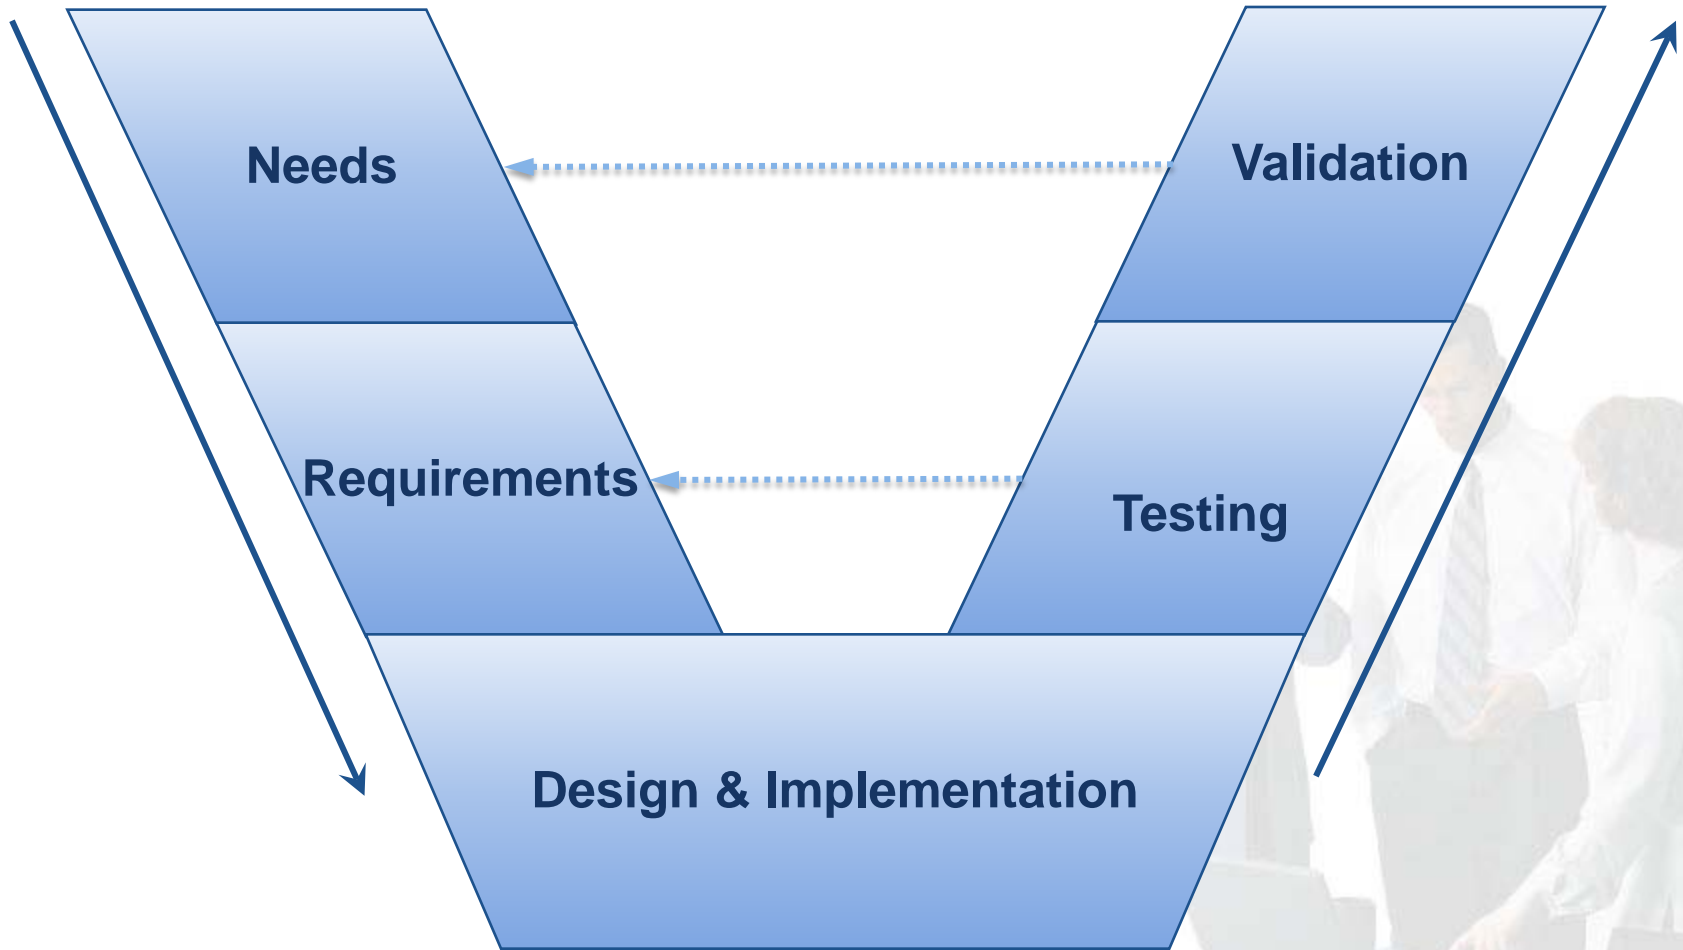 Needs
Validation
Requirements
Testing
Design & Implementation